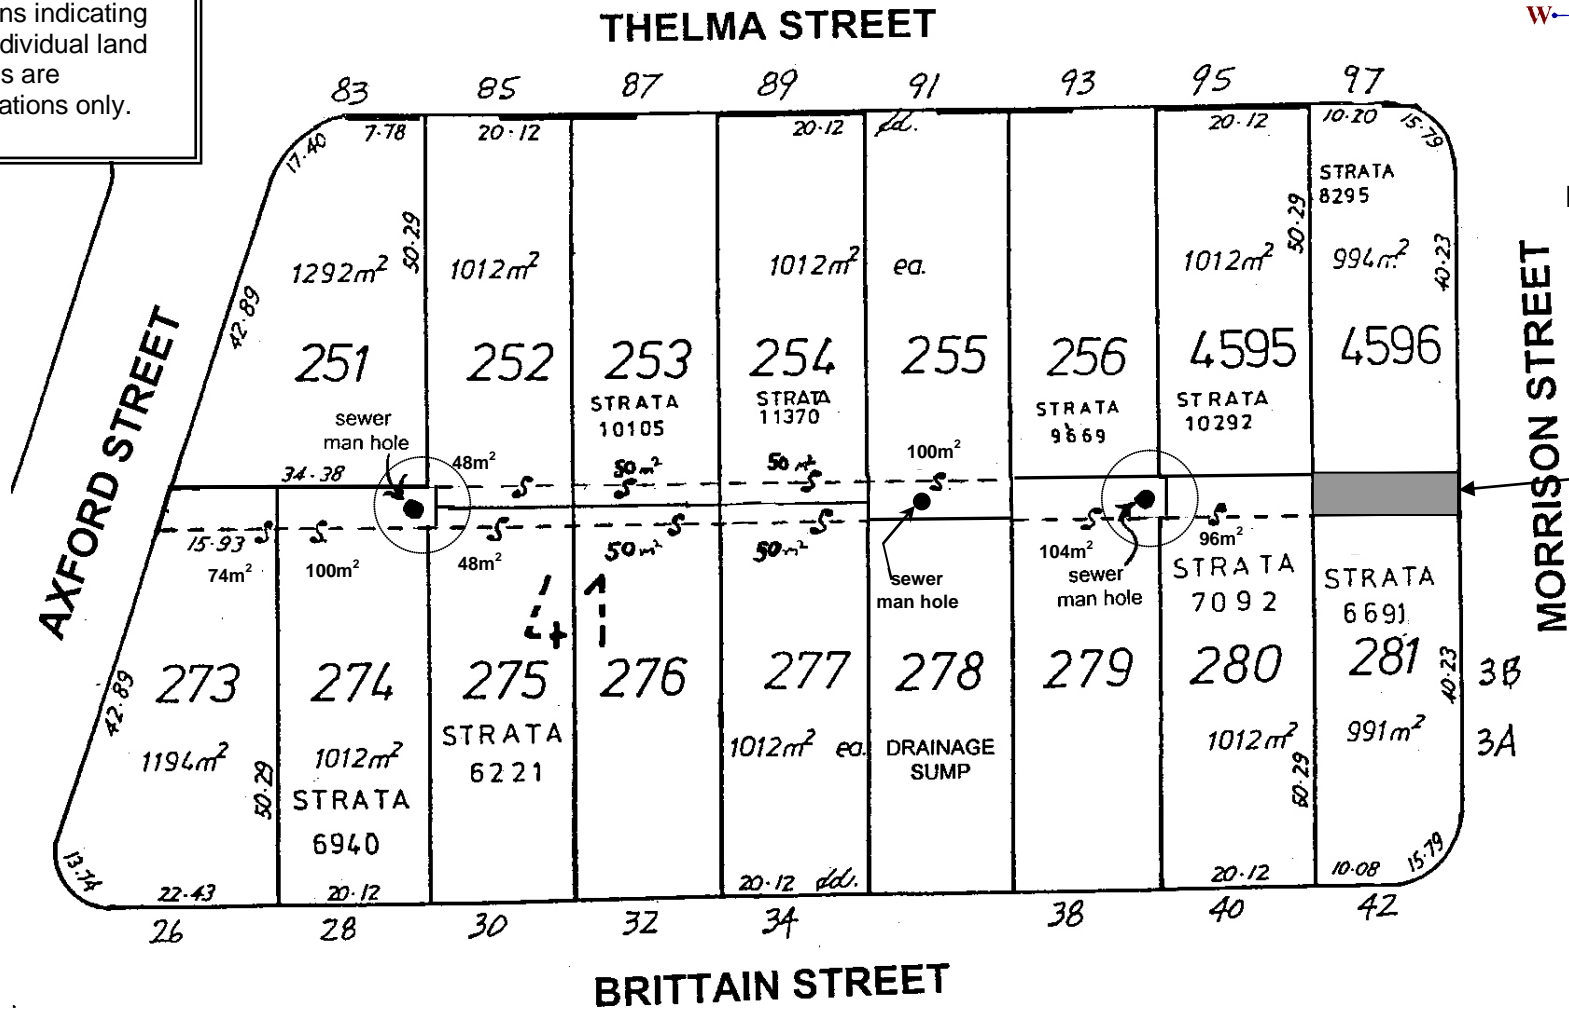 ns indicating
dividual land
s are
ations only.
THELMA STREET
W
83 85 87 89 91 93 95 97
17.40 7.78 20.12 20.12 dd. 20.12 10.20 15.79
STRATA
8295
50.29 50.29 40.23
1292m² 1012m² 1012m² ea. 1012m² 994m²
42.89
251 252 253 254 255 256 4595 4596
STRATA
10105
STRATA
11370
STRATA
9669
STRATA
10292
AXFORD STREET
MORRISON STREET
sewer
man hole
34.38
48m² 50m² 50m² 100m²
S S S S
S S S S S S S
15.93
74m² 100m² 48m² 50m² 50m² 104m² 96m²
sewer
man hole
sewer
man hole
STRATA
7092
STRATA
6691
41
273 274 275 276 277 278 279 280 281
42.89 40.23
3B
3A
STRATA
6221
1194m² 1012m² 1012m² ea. 1012m² 991m²
DRAINAGE
SUMP
50.29 50.29
STRATA
6940
13.74 22.43 20.12 20.12 dd. 20.12 10.08 15.79
26 28 30 32 34 38 40 42
BRITTAIN STREET